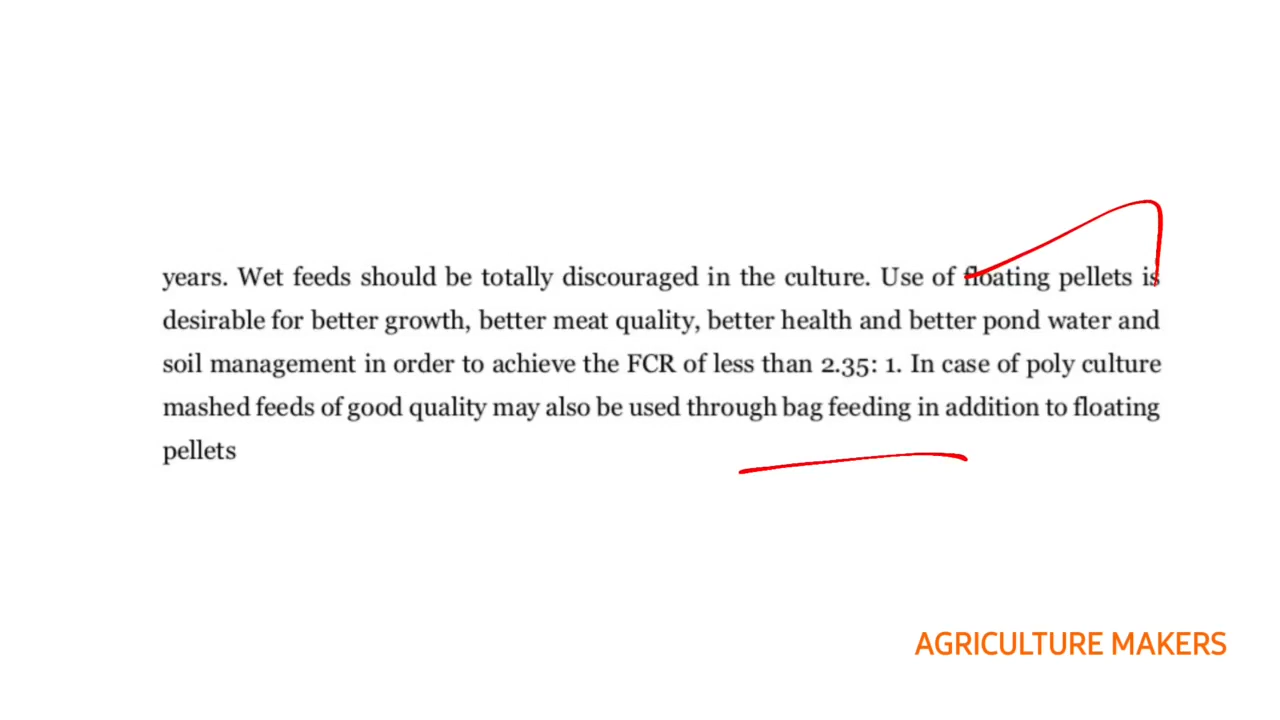 years. Wet feeds should be totally discouraged in the culture. Use of floating pellets is
desirable for better growth, better meat quality, better health and better pond water and
soil management in order to achieve the FCR of less than 2.35: 1. In case of poly culture
mashed feeds of good quality may also be used through bag feeding in addition to floating
pellets
AGRICULTURE MAKERS